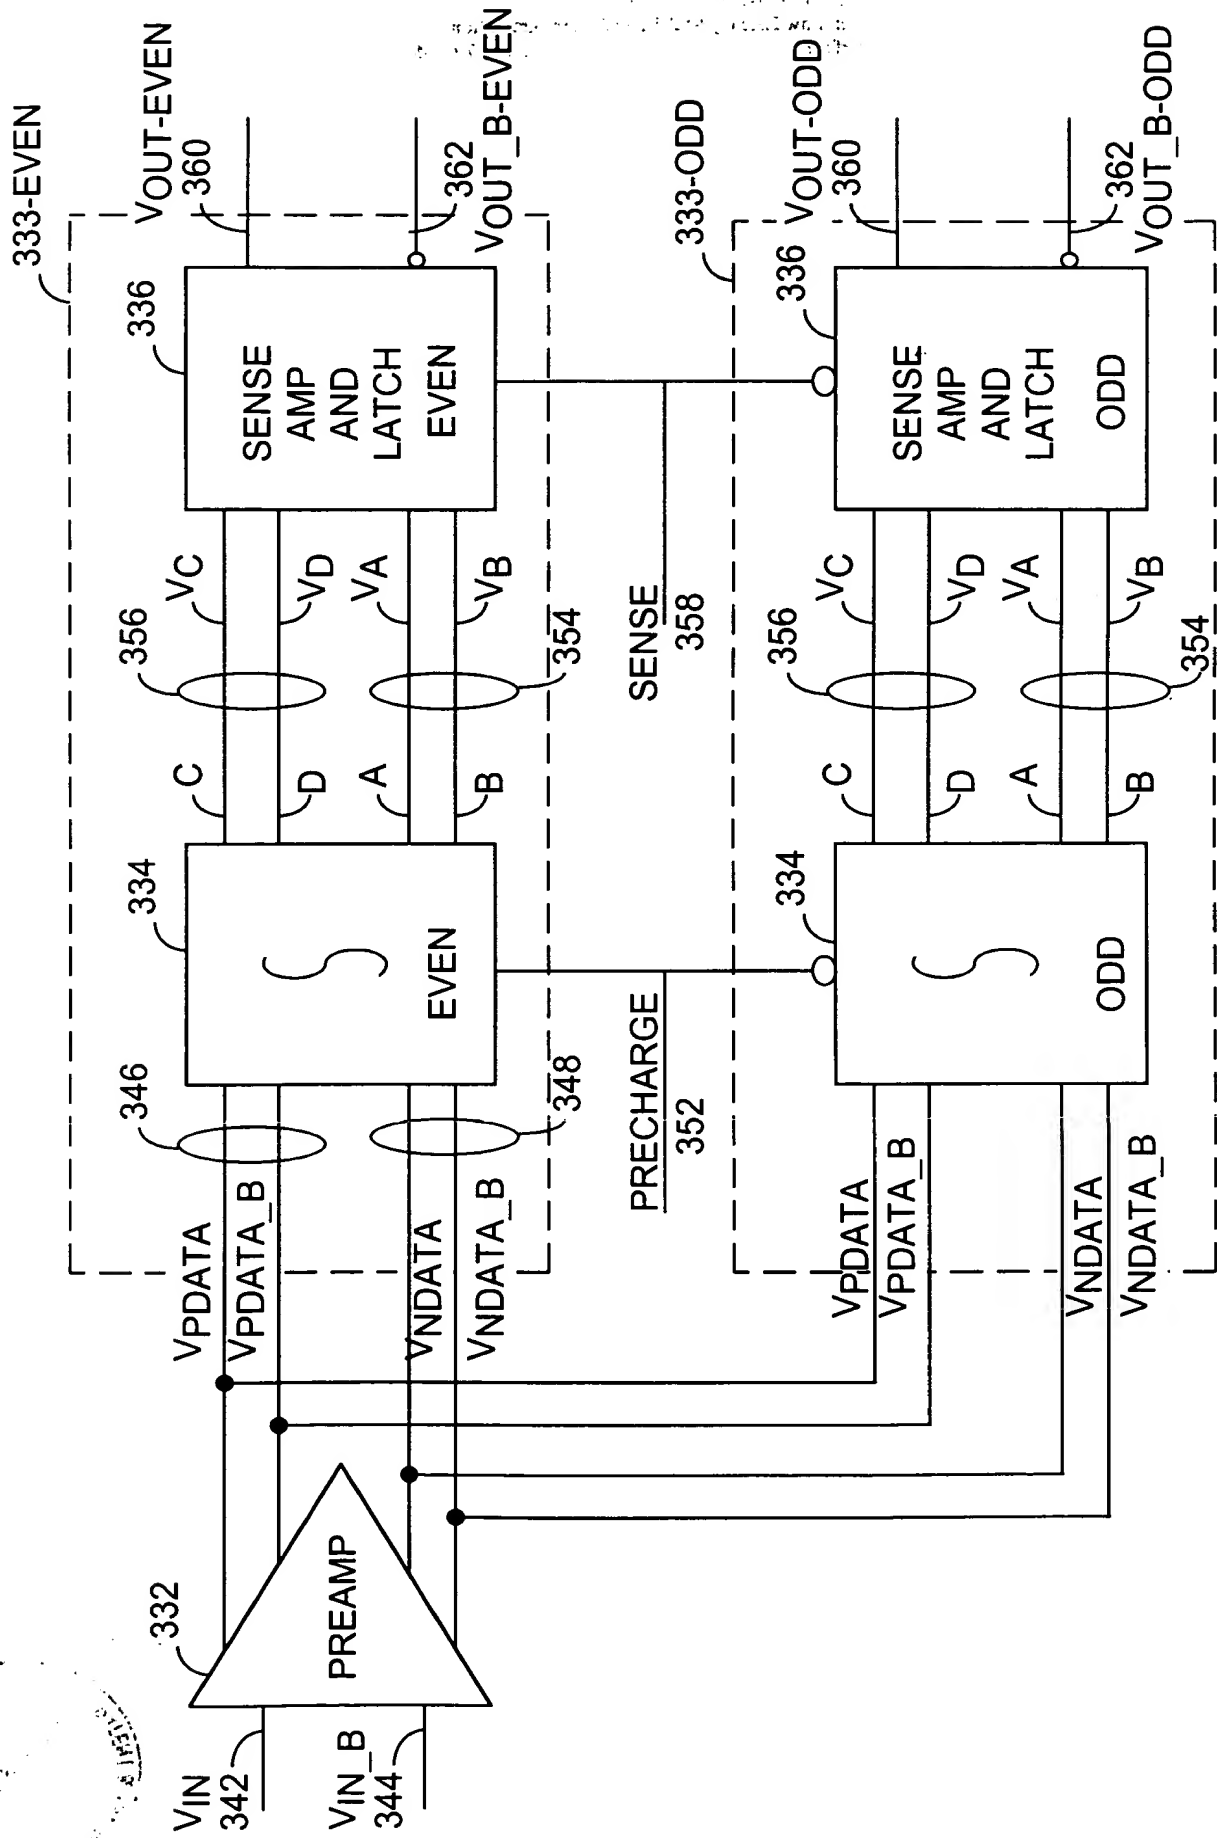 333-EVEN
VOUT-EVEN
360
362
VOUT_B-EVEN
336
SENSE
AMP
AND
LATCH
EVEN
VC
VD
VA
VB
356
354
C
D
A
B
334
∫
EVEN
346
348
VPDATA
VPDATA_B
VNDATA
VNDATA_B
332
PREAMP
VIN
342
VIN_B
344
SENSE
358
PRECHARGE
352
333-ODD
VOUT-ODD
360
362
VOUT_B-ODD
336
SENSE
AMP
AND
LATCH
ODD
VC
VD
VA
VB
356
354
C
D
A
B
334
∫
ODD
VPDATA
VPDATA_B
VNDATA
VNDATA_B